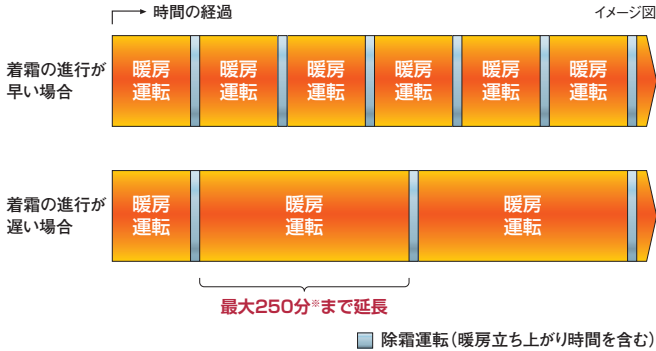 時間の経過
イメージ図
着霜の進行が
早い場合
暖房 暖房 暖房 暖房 暖房 暖房
運転 運転 運転 運転 運転 運転
着霜の進行が
遅い場合
暖房 暖房 暖房
運転 運転 運転
最大250分※まで延長
除霜運転(暖房立ち上がり時間を含む)